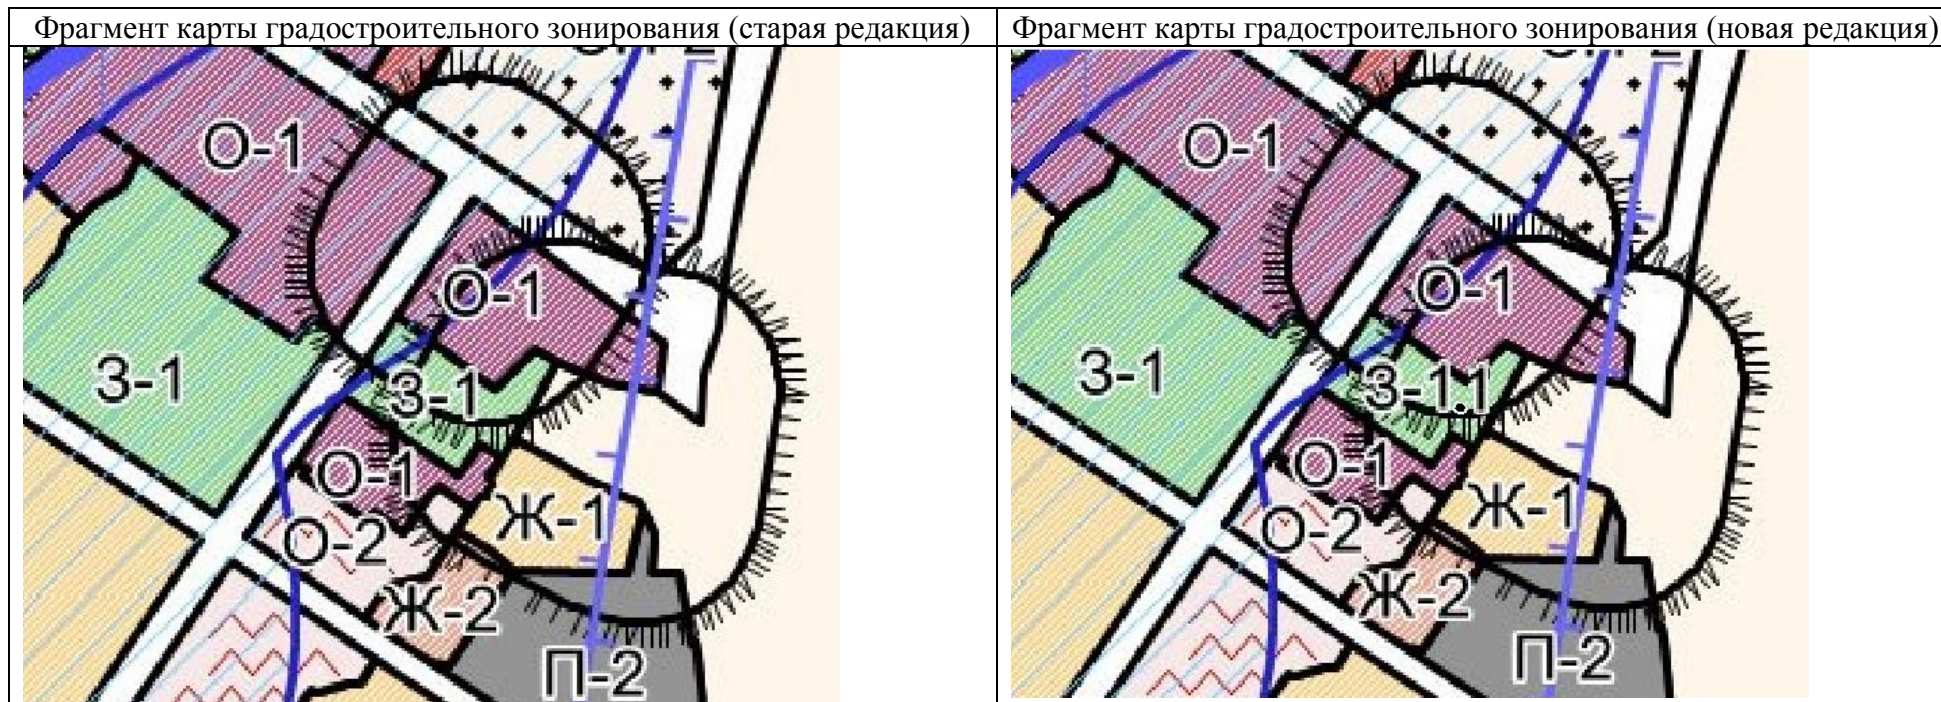 Фрагмент карты градостроительного зонирования (старая редакция)
О-1
О-1
З-1
З-1
О-1
Ж-1
О-2
Ж-2
П-2
Фрагмент карты градостроительного зонирования (новая редакция)
О-1
О-1
З-1
З-1.1
О-1
Ж-1
О-2
Ж-2
П-2